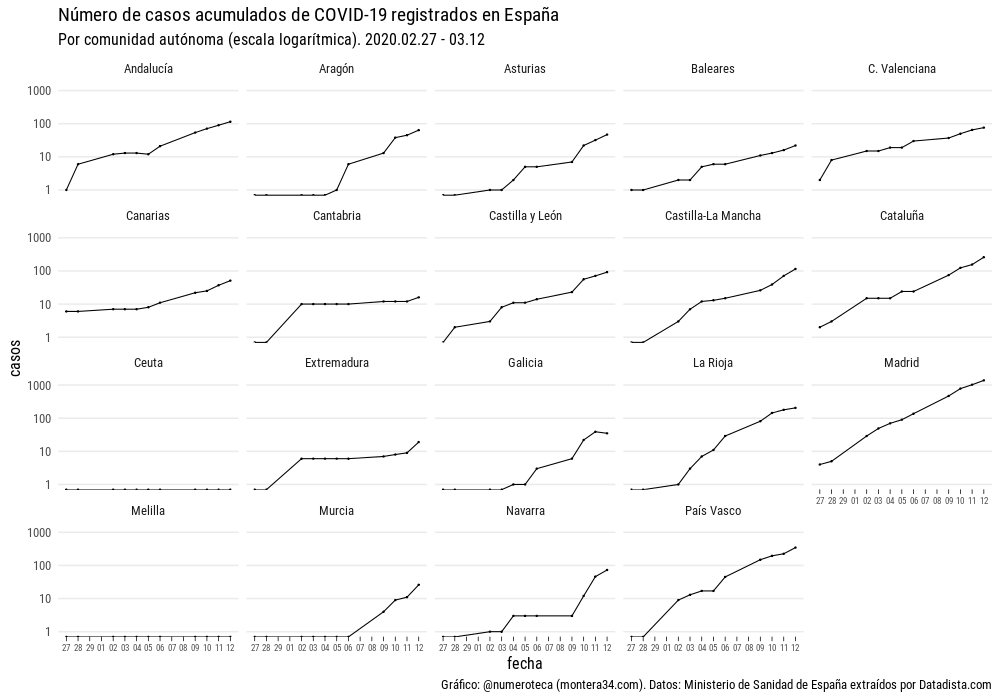 Número de casos acumulados de COVID-19 registrados en España
Por comunidad autónoma (escala logarítmica). 2020.02.27 - 03.12
Andalucía Aragón Asturias Baleares C. Valenciana
1000
100
10
1
Canarias Cantabria Castilla y León Castilla-La Mancha Cataluña
1000
100
10
1
casos
Ceuta Extremadura Galicia La Rioja Madrid
1000
100
10
1
27 28 29 01 02 03 04 05 06 07 08 09 10 11 12
Melilla Murcia Navarra País Vasco
1000
100
10
1
27 28 29 01 02 03 04 05 06 07 08 09 10 11 12 27 28 29 01 02 03 04 05 06 07 08 09 10 11 12 27 28 29 01 02 03 04 05 06 07 08 09 10 11 12 27 28 29 01 02 03 04 05 06 07 08 09 10 11 12
fecha
Gráfico: @numeroteca (montera34.com). Datos: Ministerio de Sanidad de España extraídos por Datadista.com